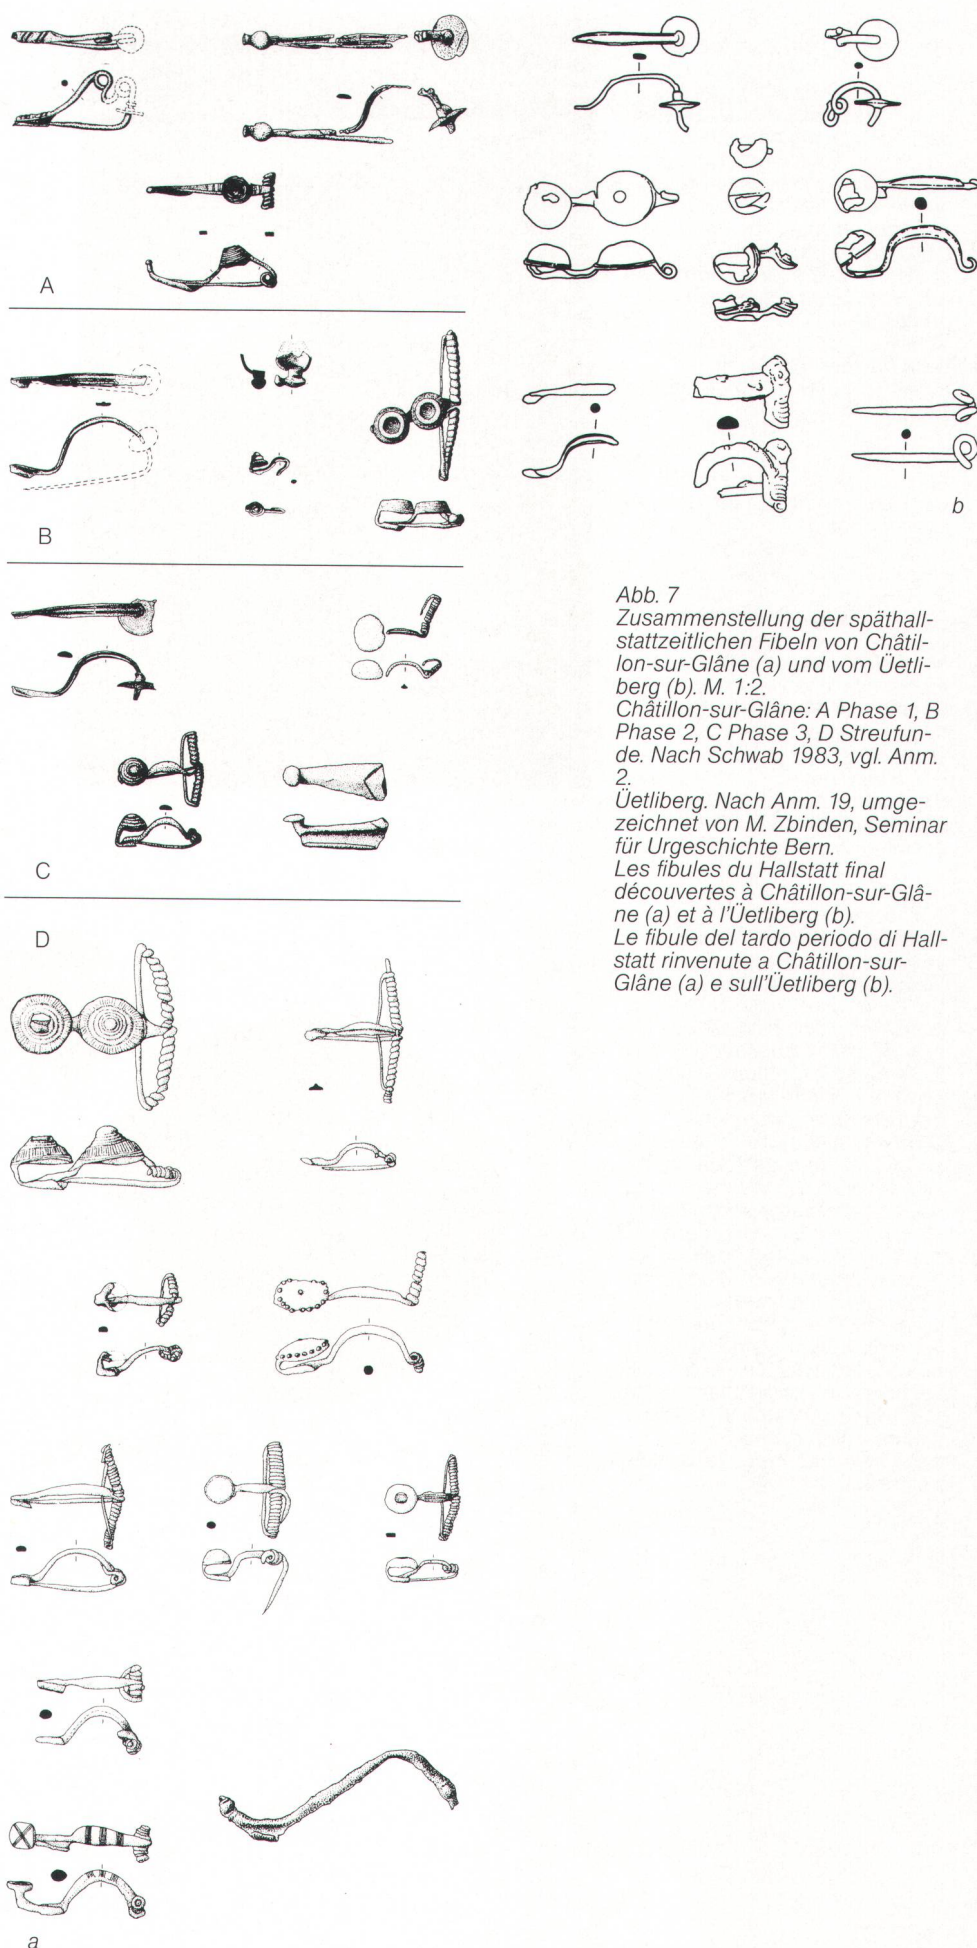 A
B
C
D
a
b
Abb. 7
Zusammenstellung der späthall-
stattzeitlichen Fibeln von Châtil-
lon-sur-Glâne (a) und vom Üetli-
berg (b). M. 1:2.
Châtillon-sur-Glâne: A Phase 1, B
Phase 2, C Phase 3, D Streufun-
de. Nach Schwab 1983, vgl. Anm.
2.
Üetliberg. Nach Anm. 19, umge-
zeichnet von M. Zbinden, Seminar
für Urgeschichte Bern.
Les fibules du Hallstatt final
découvertes à Châtillon-sur-Glâ-
ne (a) et à l'Üetliberg (b).
Le fibule del tardo periodo di Hall-
statt rinvenute a Châtillon-sur-
Glâne (a) e sull'Üetliberg (b).